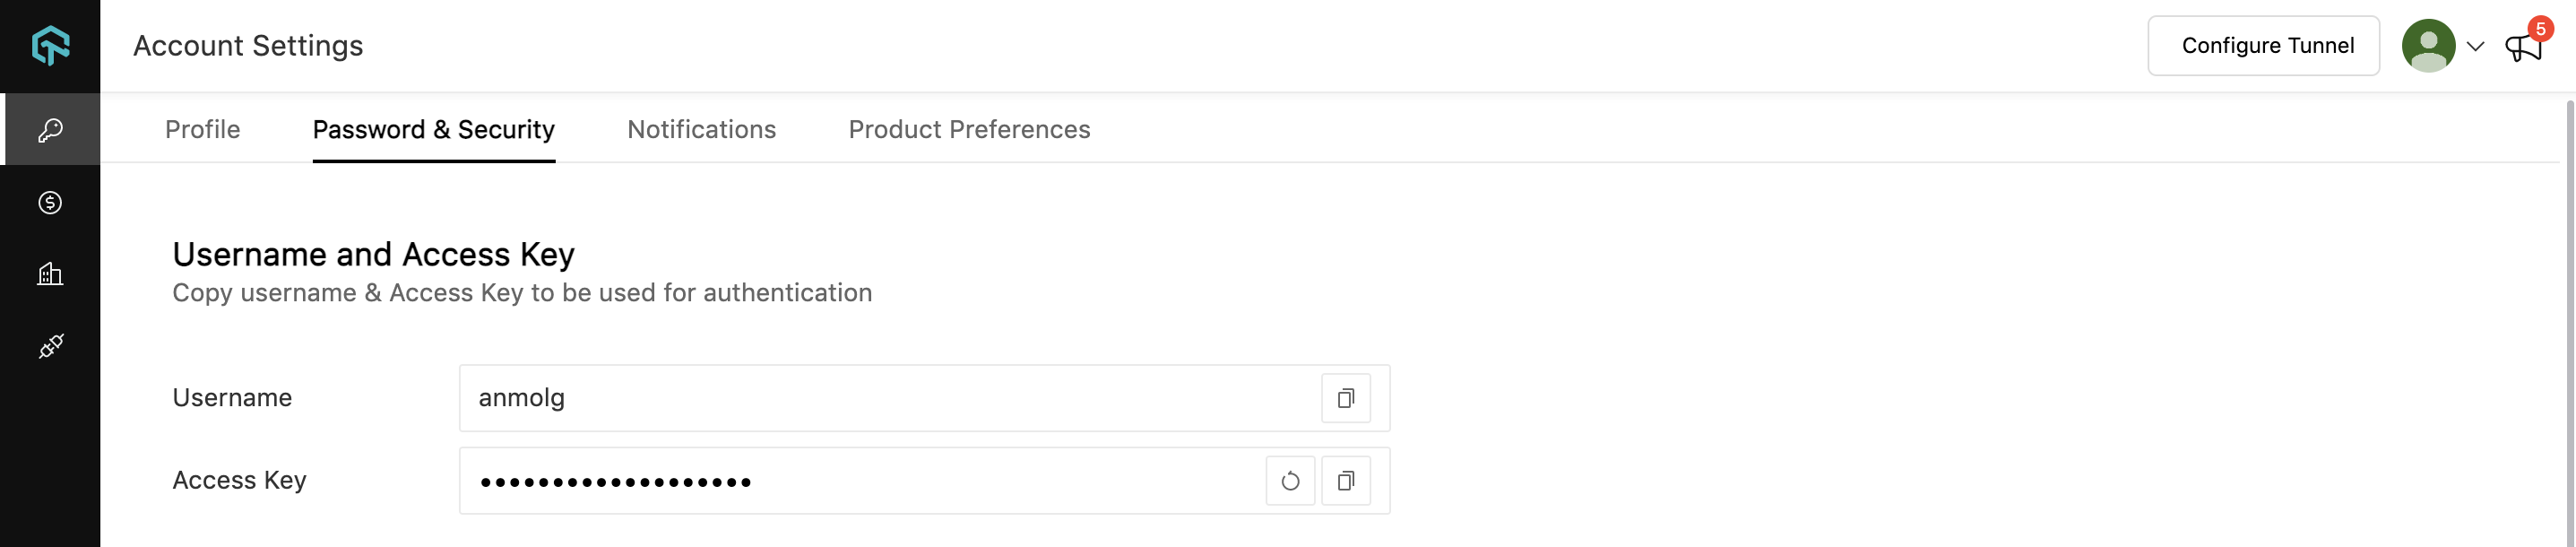 Account Settings
Configure Tunnel
5
Profile
Password & Security
Notifications
Product Preferences
Username and Access Key
Copy username & Access Key to be used for authentication
Username
anmolg
Access Key
•••••••••••••••••••